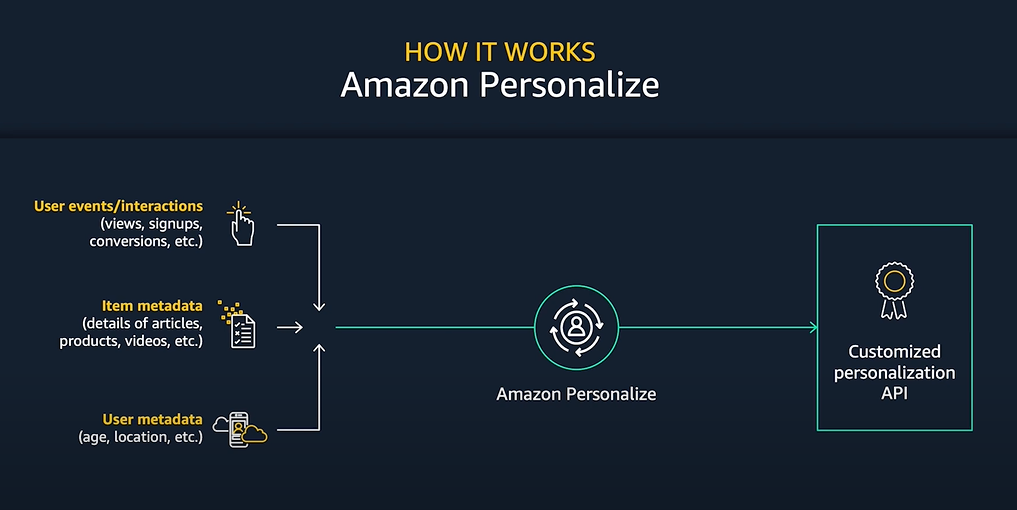 HOW IT WORKS
Amazon Personalize
User events/interactions
(views, signups,
conversions, etc.)
Item metadata
(details of articles,
products, videos, etc.)
User metadata
(age, location, etc.)
Amazon Personalize
Customized
personalization
API